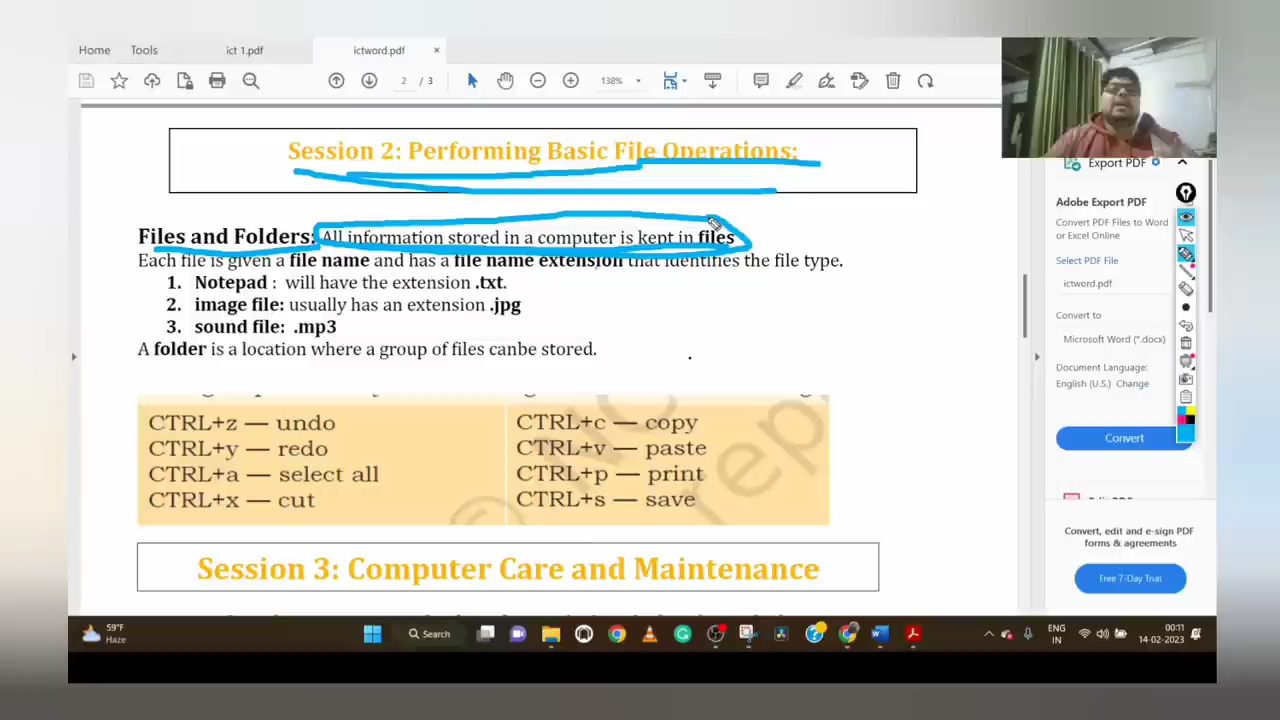 Home Tools ict 1.pdf ictword.pdf ×
2 / 3 138%
Session 2: Performing Basic File Operations:
Files and Folders: All information stored in a computer is kept in files
Each file is given a file name and has a file name extension that identifies the file type.
1. Notepad : will have the extension .txt.
2. image file: usually has an extension .jpg
3. sound file: .mp3
A folder is a location where a group of files canbe stored.
CTRL+z — undo
CTRL+y — redo
CTRL+a — select all
CTRL+x — cut
CTRL+c — copy
CTRL+v — paste
CTRL+p — print
CTRL+s — save
Session 3: Computer Care and Maintenance
Export PDF
Adobe Export PDF
Convert PDF Files to Word
or Excel Online
Select PDF File
ictword.pdf
Convert to
Microsoft Word (*.docx)
Document Language:
English (U.S.) Change
Convert
Convert, edit and e-sign PDF
forms & agreements
Free 7-Day Trial
59°F
Haze
Search
ENG
IN
00:11
14-02-2023